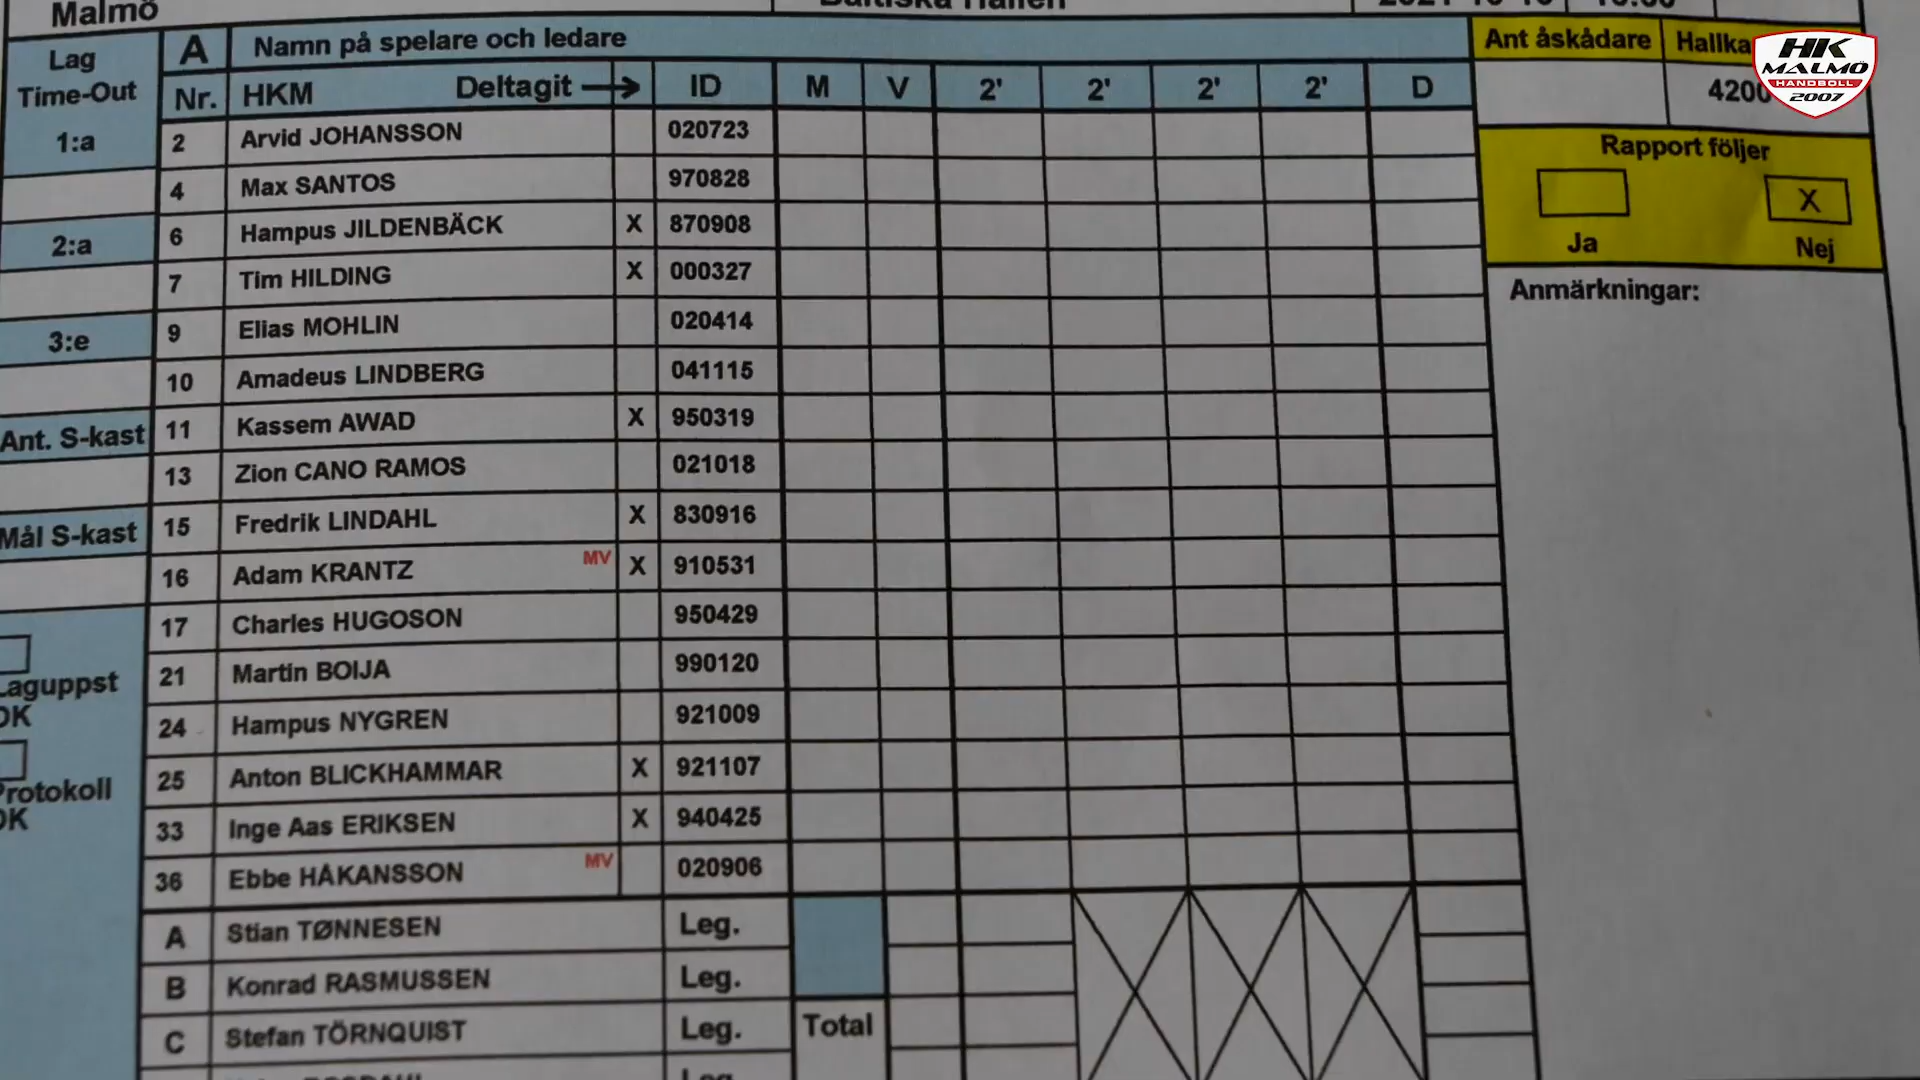 Malmö
Lag
Time-Out
A Namn på spelare och ledare
Ant åskådare
Nr. HKM Deltagit → ID M V 2' 2' 2' 2' D
4200
HK
MALMÖ
HANDBOLL
2007
1:a
2 Arvid JOHANSSON 020723
Rapport följer
4 Max SANTOS 970828
X
2:a
6 Hampus JILDENBÄCK X 870908
Ja Nej
7 Tim HILDING X 000327
Anmärkningar:
3:e
9 Elias MOHLIN 020414
10 Amadeus LINDBERG 041115
Ant. S-kast
11 Kassem AWAD X 950319
13 Zion CANO RAMOS 021018
Mål S-kast
15 Fredrik LINDAHL X 830916
16 Adam KRANTZ MV X 910531
17 Charles HUGOSON 950429
21 Martin BOIJA 990120
Laguppst
OK
24 Hampus NYGREN 921009
25 Anton BLICKHAMMAR X 921107
Protokoll
OK
33 Inge Aas ERIKSEN X 940425
36 Ebbe HÅKANSSON MV 020906
A Stian TØNNESEN Leg.
B Konrad RASMUSSEN Leg.
C Stefan TÖRNQUIST Leg. Total
Leg.